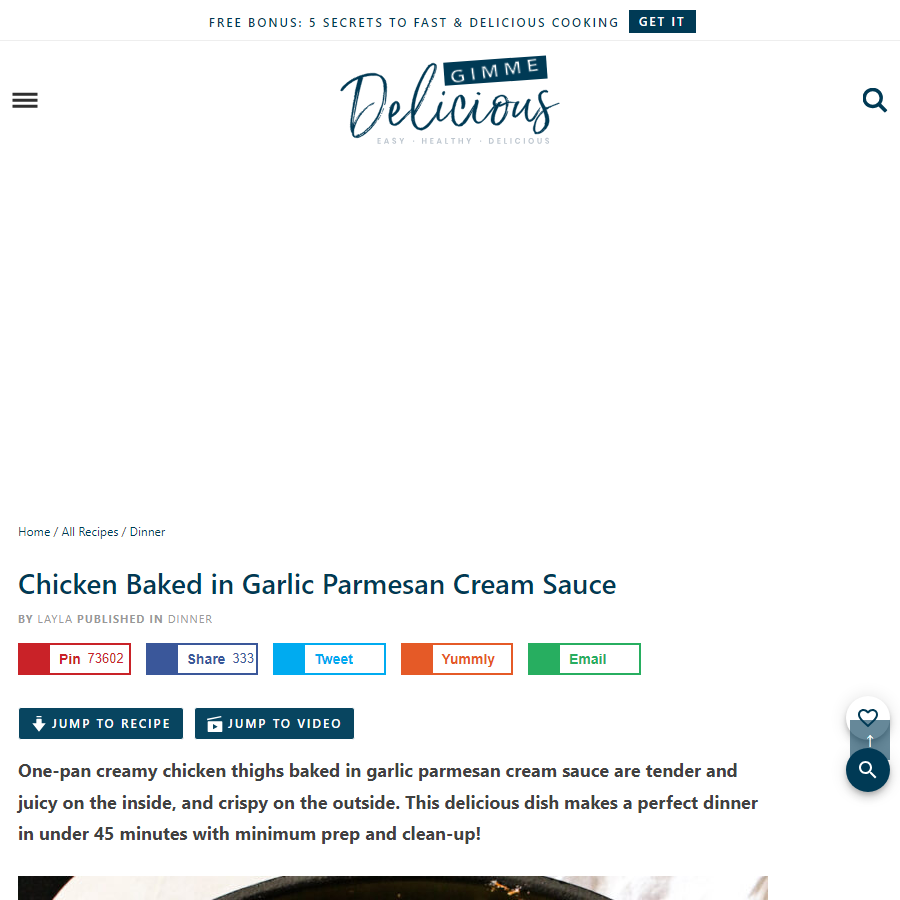 FREE BONUS: 5 SECRETS TO FAST & DELICIOUS COOKING GET IT
GIMME
Delicious
EASY · HEALTHY · DELICIOUS
Home / All Recipes / Dinner
Chicken Baked in Garlic Parmesan Cream Sauce
BY LAYLA PUBLISHED IN DINNER
Pin 73602 Share 333 Tweet Yummly Email
JUMP TO RECIPE JUMP TO VIDEO
One-pan creamy chicken thighs baked in garlic parmesan cream sauce are tender and
juicy on the inside, and crispy on the outside. This delicious dish makes a perfect dinner
in under 45 minutes with minimum prep and clean-up!